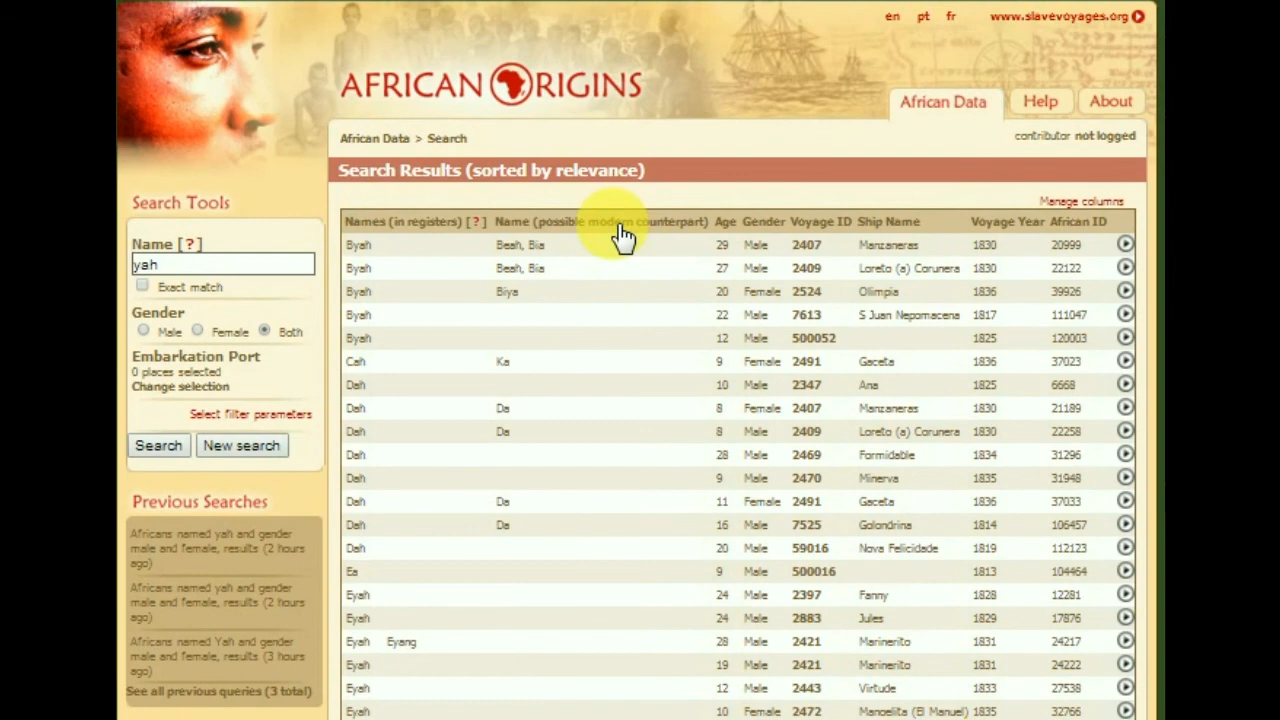 en pt fr www.slavevoyages.org
AFRICAN ORIGINS
African Data Help About
African Data > Search
contributor not logged
Search Results (sorted by relevance)
Manage columns
Search Tools
Name [?]
yah
Exact match
Gender
Male Female Both
Embarkation Port
0 places selected
Change selection
Select filter parameters
Search New search
Previous Searches
Africans named yah and gender
male and female, results (2 hours
ago)
Africans named yah and gender
male and female, results (2 hours
ago)
Africans named Yah and gender
male and female, results (3 hours
ago)
See all previous queries (3 total)
Names (in registers) [?] Name (possible modern counterpart) Age Gender Voyage ID Ship Name Voyage Year African ID
Byah Beah, Bia 29 Male 2407 Manzaneras 1830 20999
Byah Beah, Bia 27 Male 2409 Loreto (a) Corunera 1830 22122
Byah Biya 20 Female 2524 Olimpia 1836 39926
Byah 22 Male 7613 S Juan Nepomacena 1817 111047
Byah 12 Male 500052 1825 120003
Cah Ka 9 Female 2491 Gaceta 1836 37023
Dah 10 Male 2347 Ana 1825 6668
Dah Da 8 Female 2407 Manzaneras 1830 21189
Dah Da 8 Male 2409 Loreto (a) Corunera 1830 22258
Dah 28 Male 2469 Formidable 1834 31296
Dah 9 Male 2470 Minerva 1835 31948
Dah Da 11 Female 2491 Gaceta 1836 37033
Dah Da 16 Male 7525 Golondrina 1814 106457
Dah 20 Male 59016 Nova Felicidade 1819 112123
Ea 9 Male 500016 1813 104464
Eyah 24 Male 2397 Fanny 1828 12281
Eyah 24 Male 2883 Jules 1829 17876
Eyah Eyang 28 Male 2421 Marinerito 1831 24217
Eyah 19 Male 2421 Marinerito 1831 24222
Eyah 12 Male 2443 Virtude 1833 27538
Eyah 10 Female 2472 Manoelita (El Manuel) 1835 32766